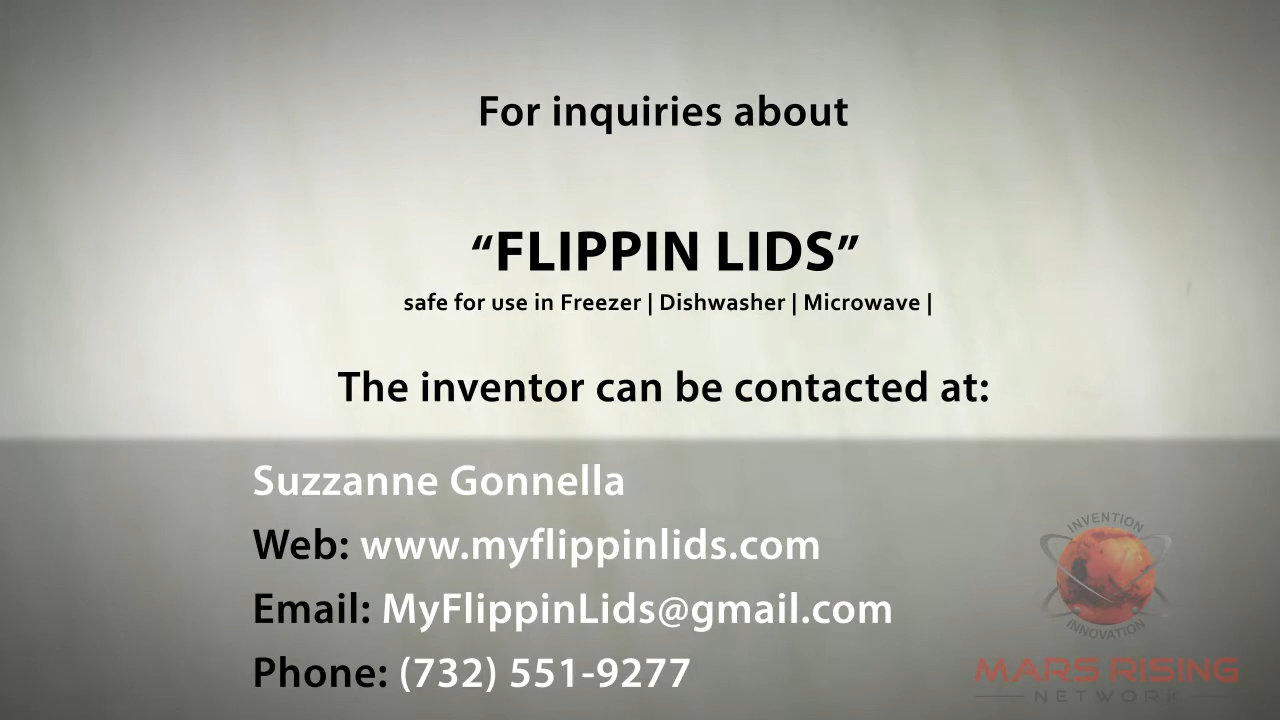 For inquiries about
“FLIPPIN LIDS”
safe for use in Freezer | Dishwasher | Microwave |
The inventor can be contacted at:
Suzzanne Gonnella
Web: www.myflippinlids.com
Email: MyFlippinLids@gmail.com
Phone: (732) 551-9277
INVENTION
INNOVATION
MARS RISING
NETWORK